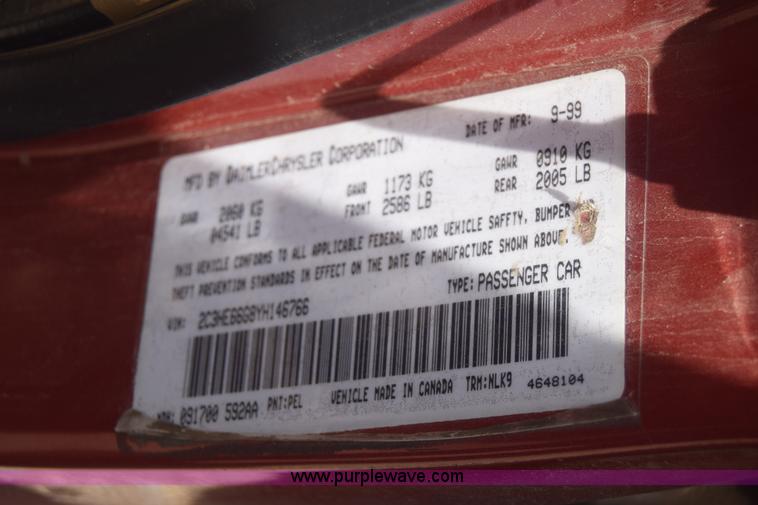 MFD BY DAIMLERCHRYSLER CORPORATION DATE OF MFR: 9-99
GVWR 2060 KG GAWR 1173 KG GAWR 0910 KG
04541 LB FRONT 2586 LB REAR 2005 LB
THIS VEHICLE CONFORMS TO ALL APPLICABLE FEDERAL MOTOR VEHICLE SAFETY, BUMPER
THEFT PREVENTION STANDARDS IN EFFECT ON THE DATE OF MANUFACTURE SHOWN ABOVE.
TYPE: PASSENGER CAR
VIN: 2C3HE66G8YH146766
MDH: 091700 592AA PNT:PEL VEHICLE MADE IN CANADA TRM:NLK9 4648104
www.purplewave.com